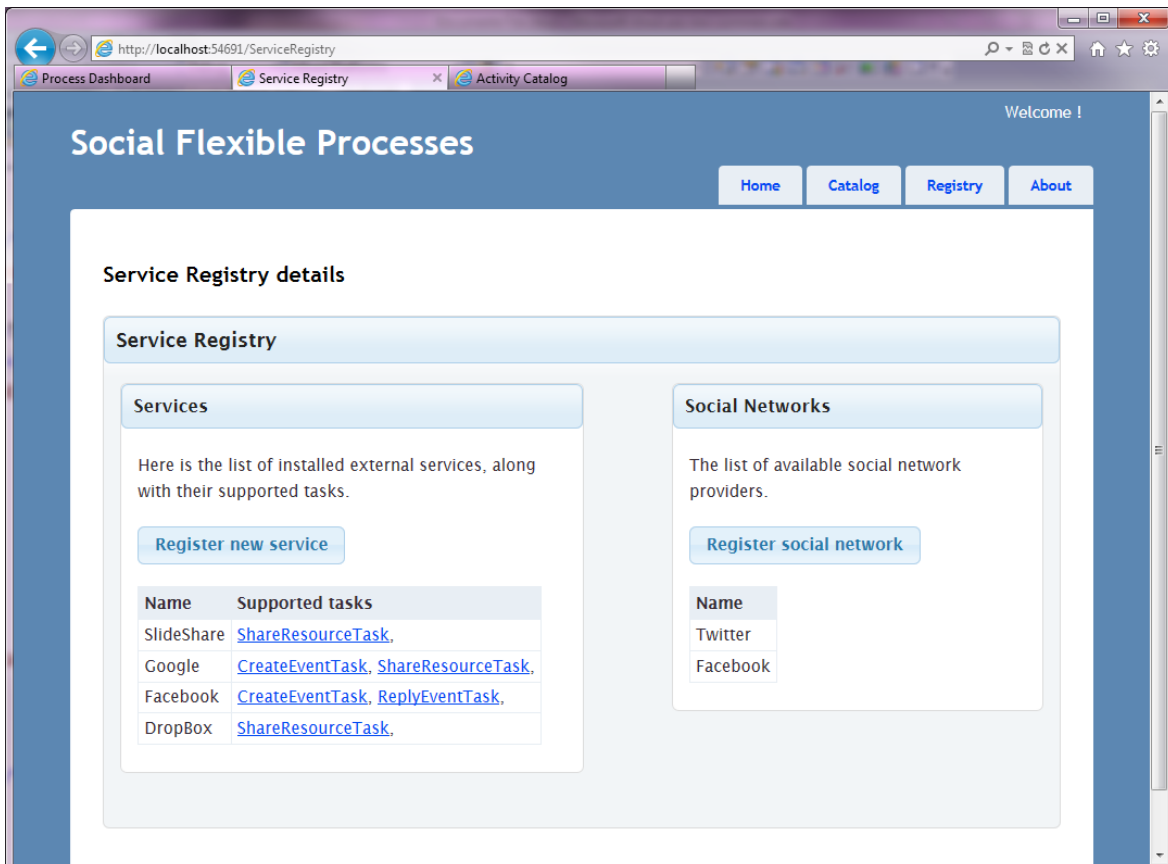 http://localhost:54691/ServiceRegistry
Process Dashboard
Service Registry
Activity Catalog
Welcome !
Social Flexible Processes
Home
Catalog
Registry
About
Service Registry details
Service Registry
Services
Here is the list of installed external services, along
with their supported tasks.
Register new service
Name Supported tasks
SlideShare ShareResourceTask,
Google CreateEventTask, ShareResourceTask,
Facebook CreateEventTask, ReplyEventTask,
DropBox ShareResourceTask,
Social Networks
The list of available social network
providers.
Register social network
Name
Twitter
Facebook